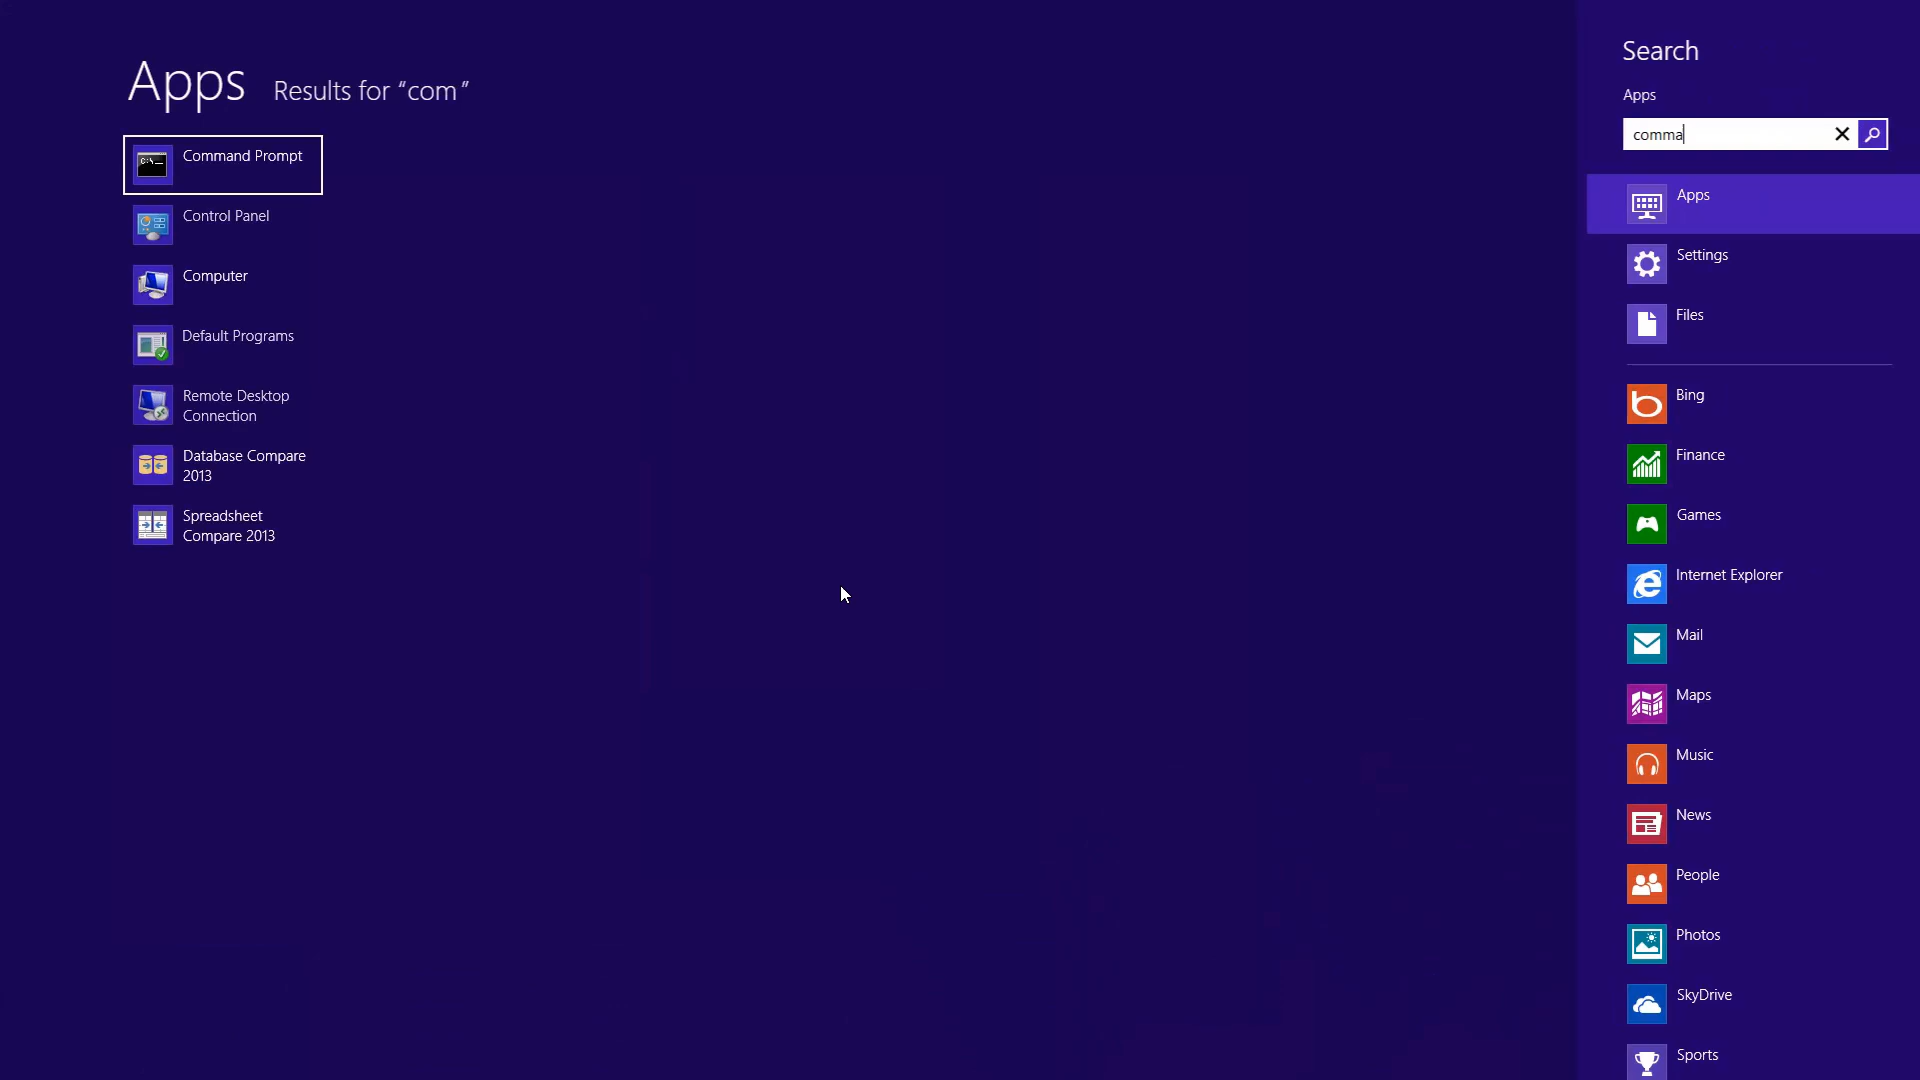 Apps Results for “com”
Command Prompt
Control Panel
Computer
Default Programs
Remote Desktop
Connection
Database Compare
2013
Spreadsheet
Compare 2013
Search
Apps
comma
Apps
Settings
Files
Bing
Finance
Games
Internet Explorer
Mail
Maps
Music
News
People
Photos
SkyDrive
Sports